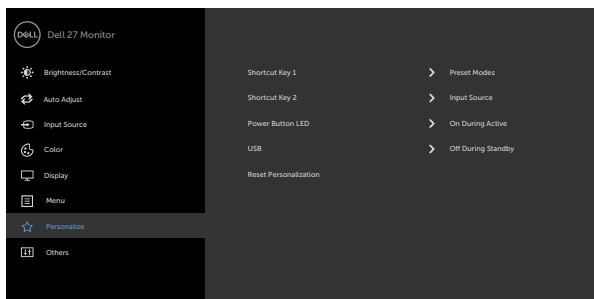 DELL Dell 27 Monitor
Brightness/Contrast
Auto Adjust
Input Source
Color
Display
Menu
Personalize
Others
Shortcut Key 1 > Preset Modes
Shortcut Key 2 > Input Source
Power Button LED > On During Active
USB > Off During Standby
Reset Personalization